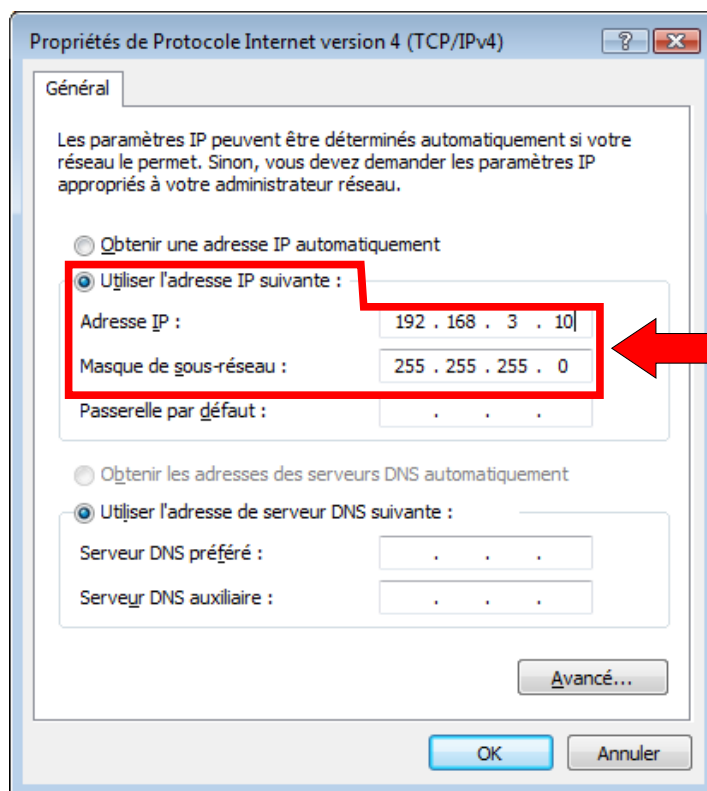 Propriétés de Protocole Internet version 4 (TCP/IPv4)
Général
Les paramètres IP peuvent être déterminés automatiquement si votre
réseau le permet. Sinon, vous devez demander les paramètres IP
appropriés à votre administrateur réseau.
Obtenir une adresse IP automatiquement
Utiliser l'adresse IP suivante :
Adresse IP : 192 . 168 . 3 . 10
Masque de sous-réseau : 255 . 255 . 255 . 0
Passerelle par défaut : . . .
Obtenir les adresses des serveurs DNS automatiquement
Utiliser l'adresse de serveur DNS suivante :
Serveur DNS préféré : . . .
Serveur DNS auxiliaire : . . .
Avancé...
OK Annuler